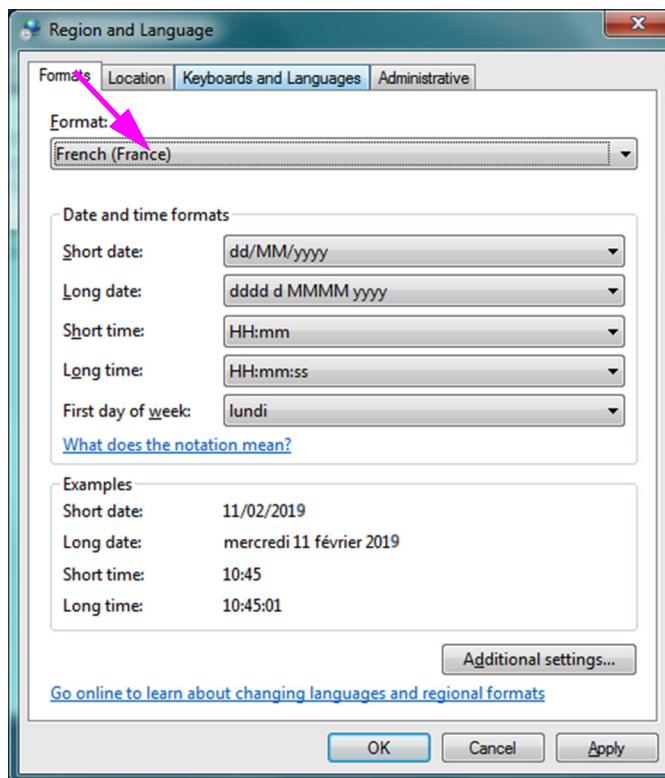 Region and Language
Formats Location Keyboards and Languages Administrative
Format:
French (France)
Date and time formats
Short date: dd/MM/yyyy
Long date: dddd d MMMM yyyy
Short time: HH:mm
Long time: HH:mm:ss
First day of week: lundi
What does the notation mean?
Examples
Short date: 11/02/2019
Long date: mercredi 11 février 2019
Short time: 10:45
Long time: 10:45:01
Additional settings...
Go online to learn about changing languages and regional formats
OK Cancel Apply